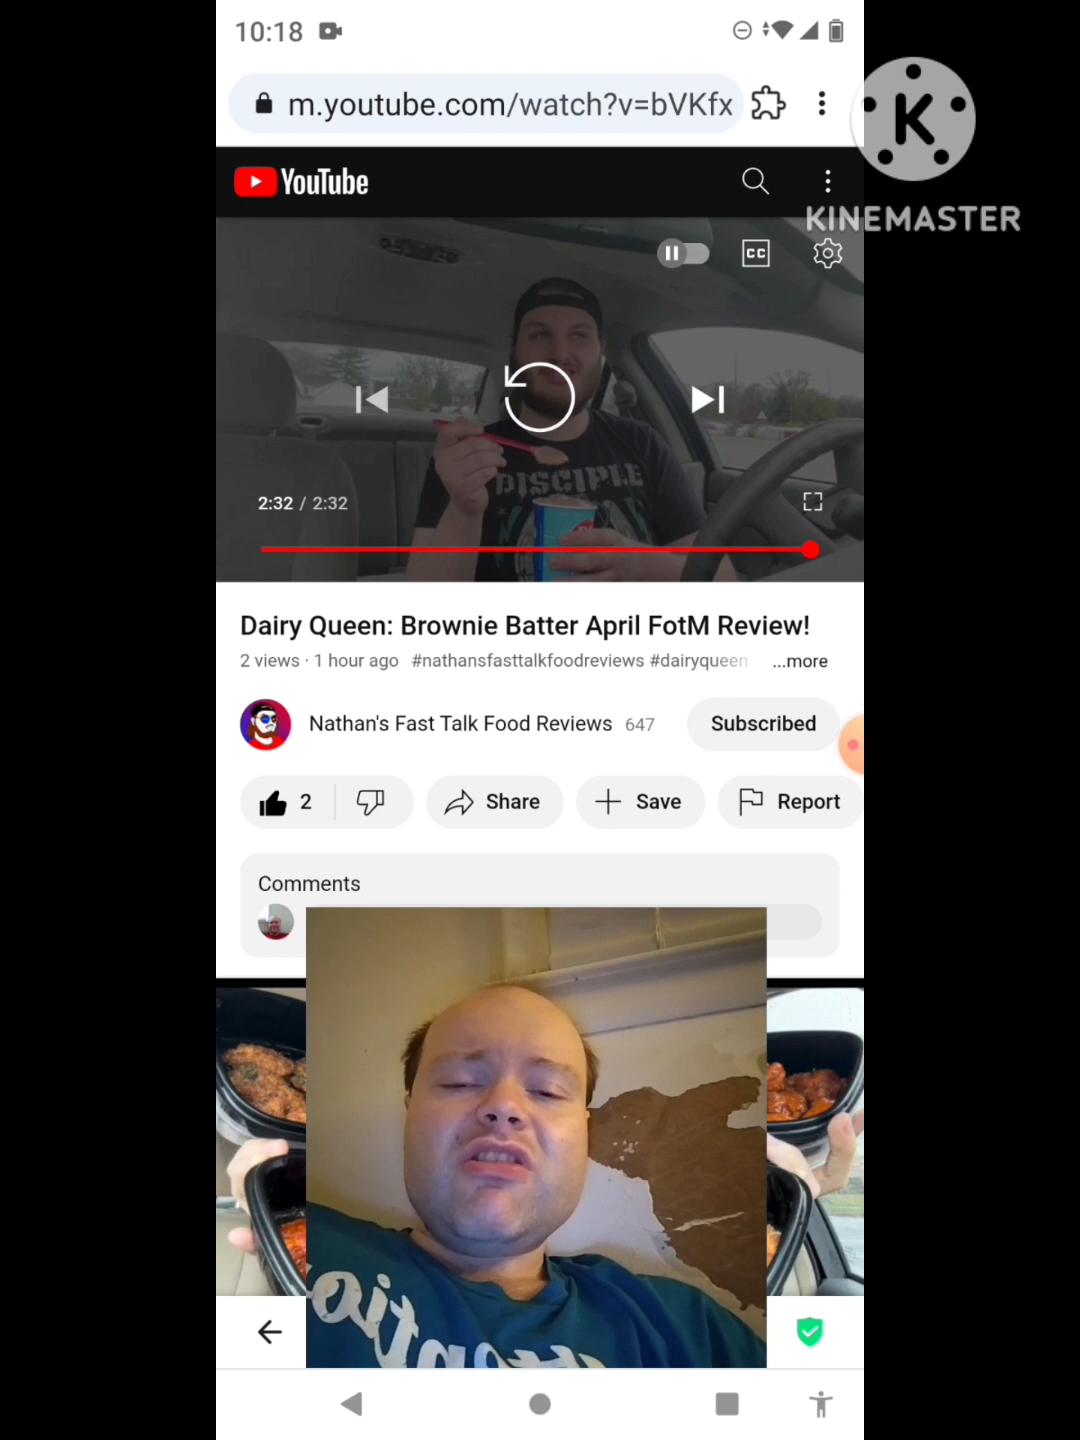 10:18
m.youtube.com/watch?v=bVKfx
K
KINEMASTER
YouTube
CC
DISCIPLE
2:32 / 2:32
Dairy Queen: Brownie Batter April FotM Review!
2 views · 1 hour ago #nathansfasttalkfoodreviews #dairyqueen ...more
Nathan's Fast Talk Food Reviews 647 Subscribed
2 Share Save Report
Comments